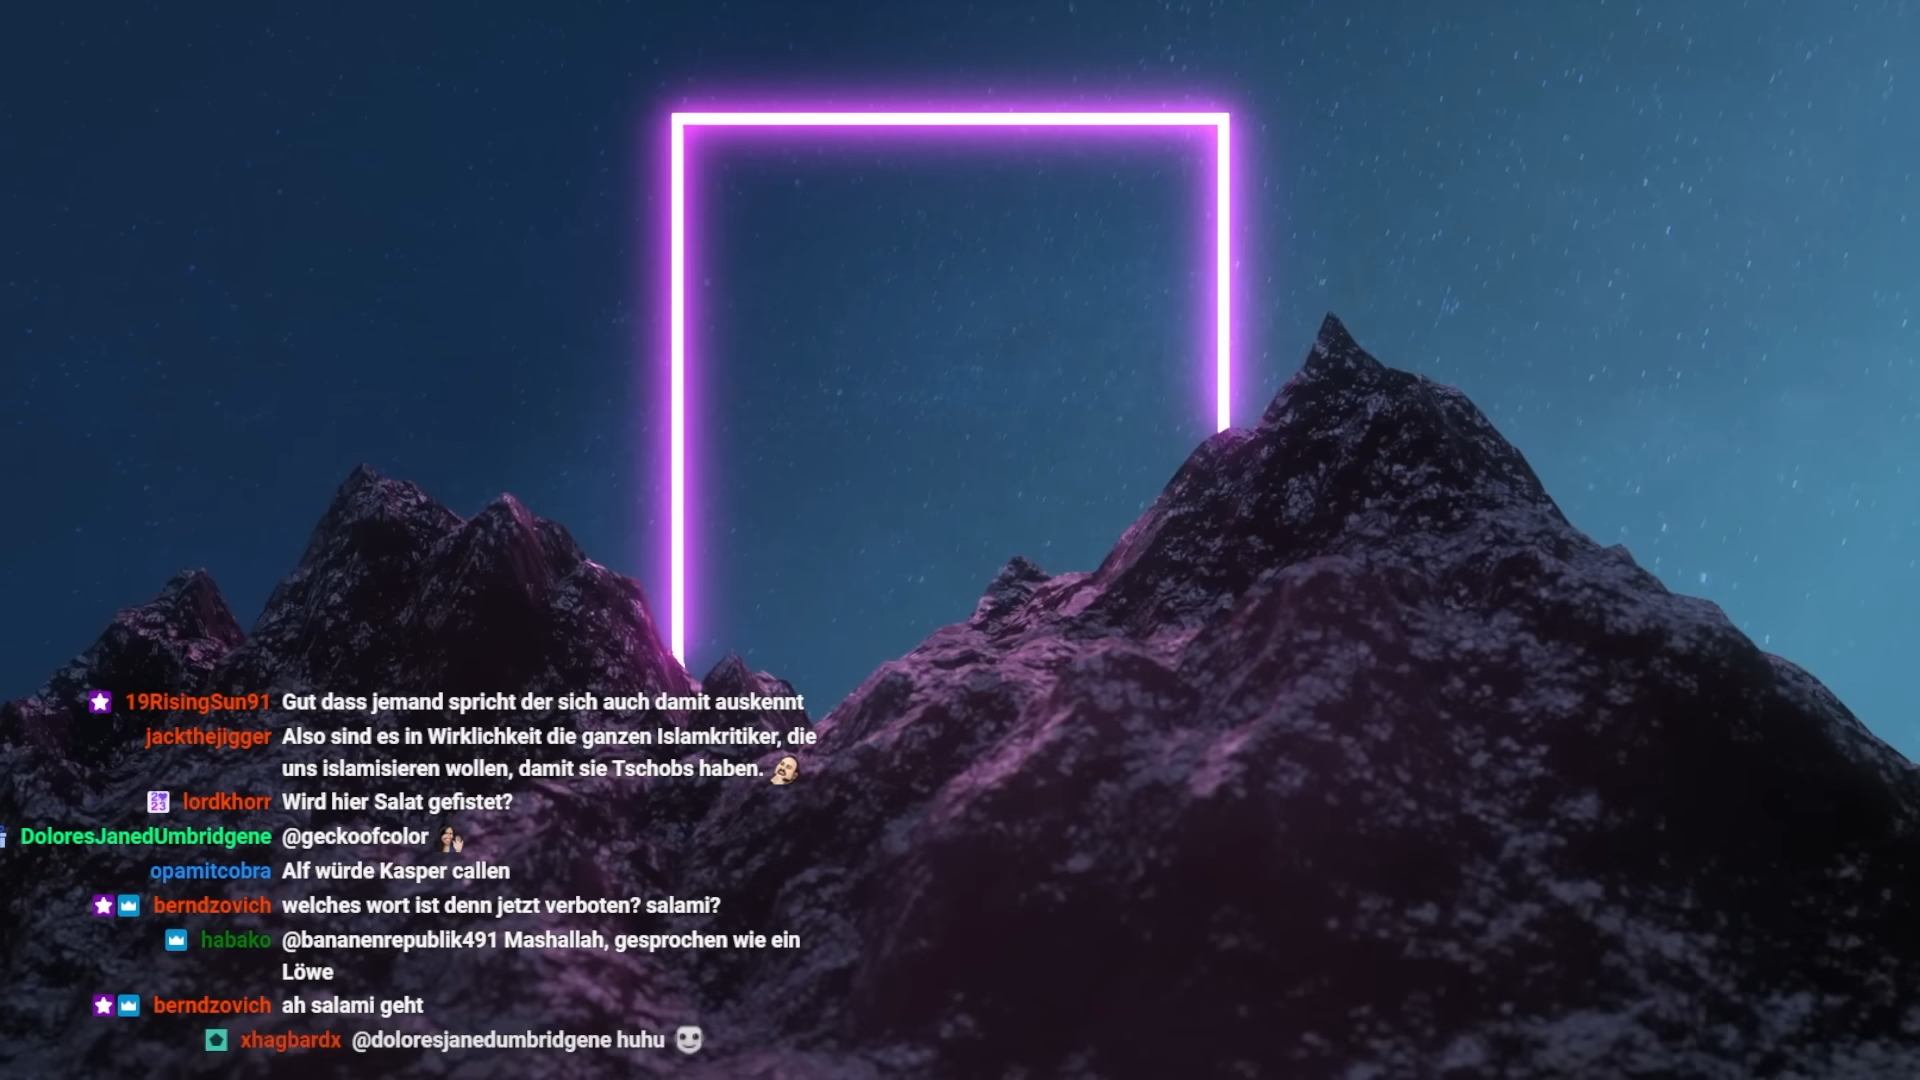 19RisingSun91 Gut dass jemand spricht der sich auch damit auskennt
jackthejigger Also sind es in Wirklichkeit die ganzen Islamkritiker, die
uns islamisieren wollen, damit sie Tschobs haben.
lordkhorr Wird hier Salat gefistet?
DoloresJanedUmbridgene @geckoofcolor
opamitcobra Alf würde Kasper callen
berndzovich welches wort ist denn jetzt verboten? salami?
habako @bananenrepublik491 Mashallah, gesprochen wie ein
Löwe
berndzovich ah salami geht
xhagbardx @doloresjanedumbridgene huhu